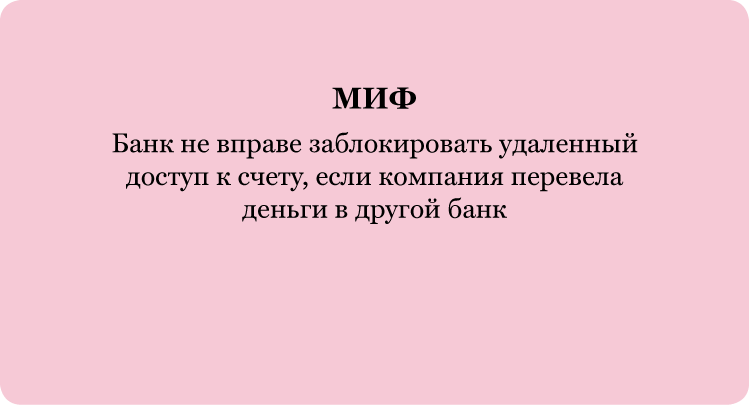 МИФ
Банк не вправе заблокировать удаленный
доступ к счету, если компания перевела
деньги в другой банк